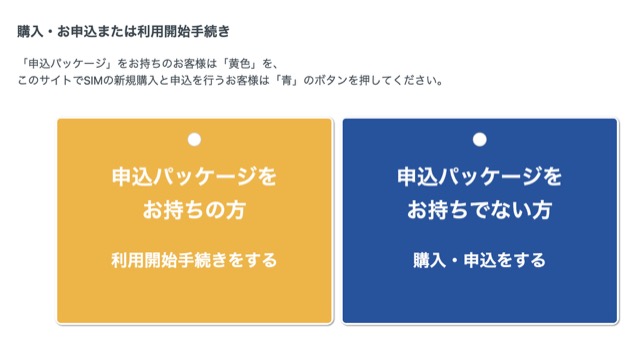 購入・お申込または利用開始手続き
「申込パッケージ」をお持ちのお客様は「黄色」を、
このサイトでSIMの新規購入と申込を行うお客様は「青」のボタンを押してください。
申込パッケージを
お持ちの方
利用開始手続きをする
申込パッケージを
お持ちでない方
購入・申込をする